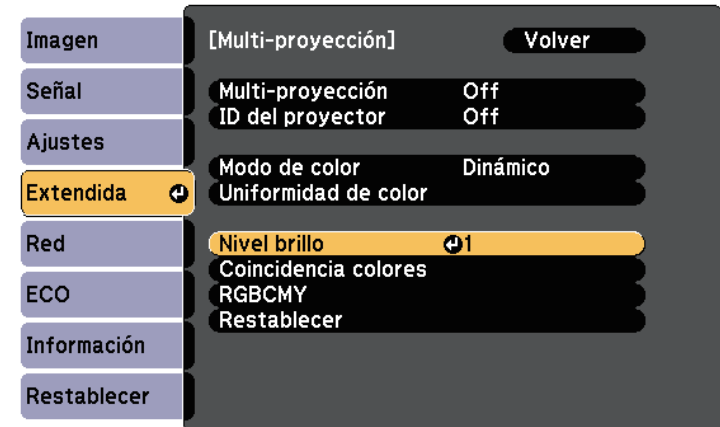 Imagen
Señal
Ajustes
Extendida
Red
ECO
Información
Restablecer
[Multi-proyección] Volver
Multi-proyección Off
ID del proyector Off
Modo de color Dinámico
Uniformidad de color
Nivel brillo 1
Coincidencia colores
RGBCMY
Restablecer